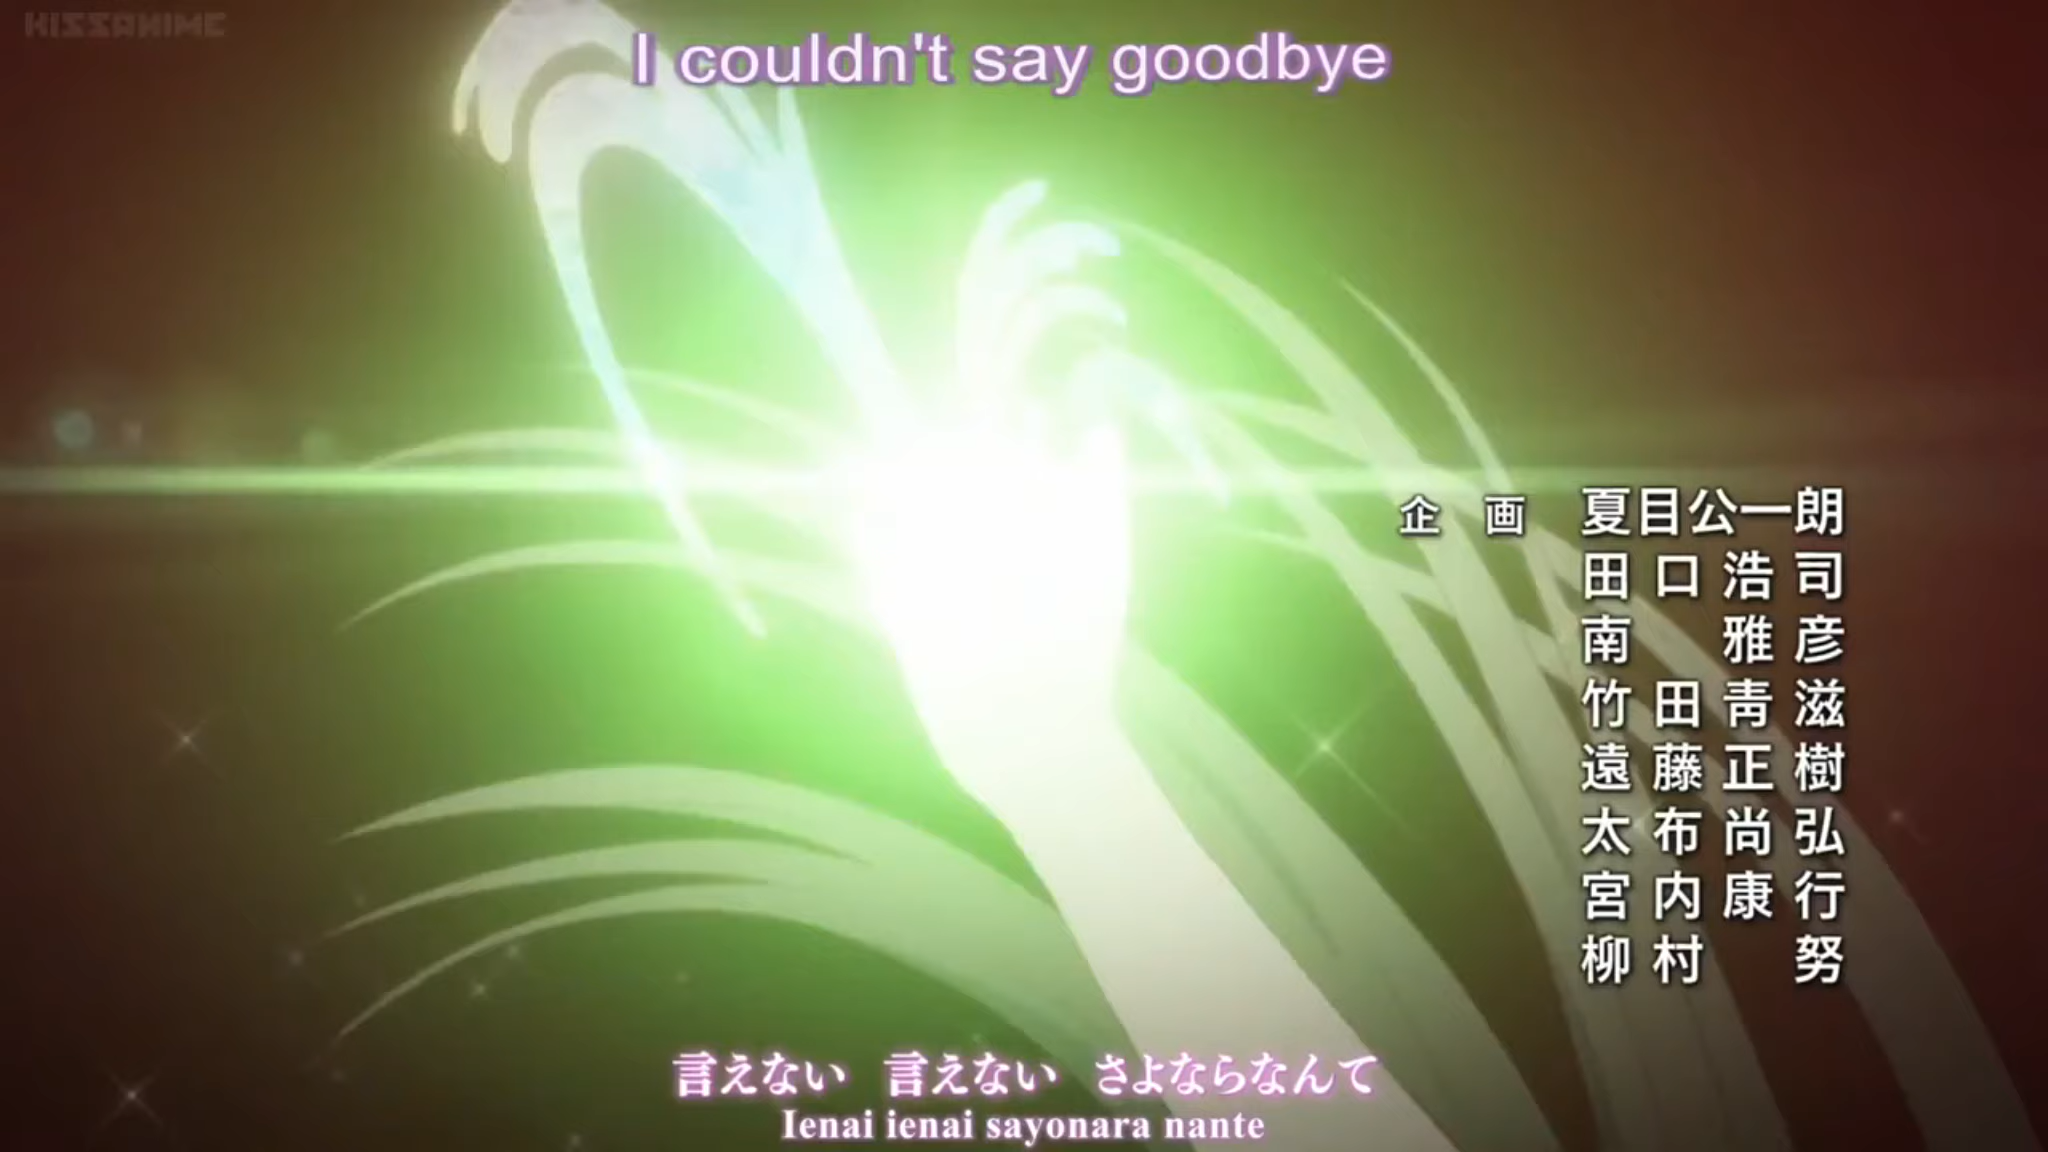 KISSANIME
I couldn't say goodbye
企画 夏目公一朗
田口浩司
南 雅彦
竹田靑滋
遠藤正樹
太布尚弘
宮内康行
柳村 努
言えない 言えない さよならなんて
Ienai ienai sayonara nante